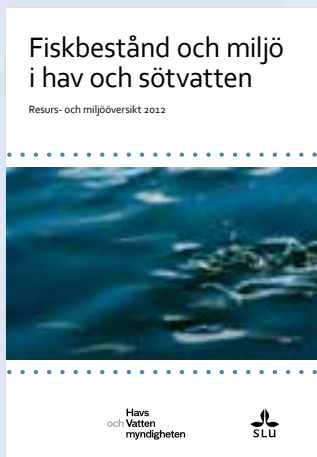 Fiskbestånd och miljö
i hav och sötvatten
Resurs- och miljööversikt 2012
Havs
och Vatten
myndigheten
SLU